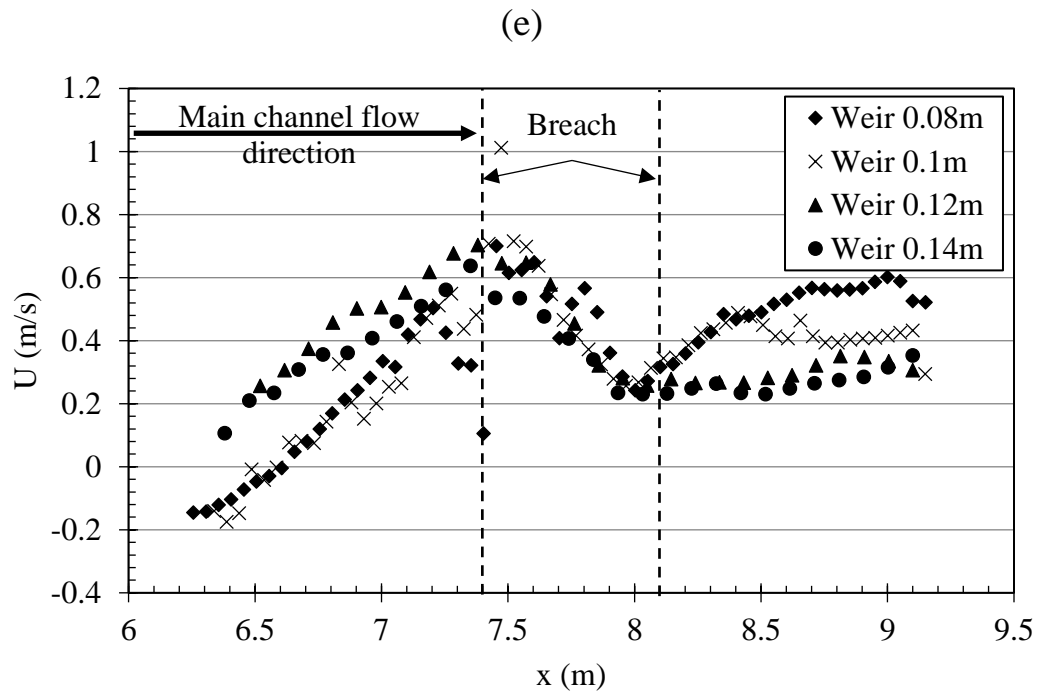 (e)
1.2
1
0.8
0.6
0.4
0.2
0
-0.2
-0.4
U (m/s)
Main channel flow
direction
Breach
Weir 0.08m
Weir 0.1m
Weir 0.12m
Weir 0.14m
6
6.5
7
7.5
8
8.5
9
9.5
x (m)